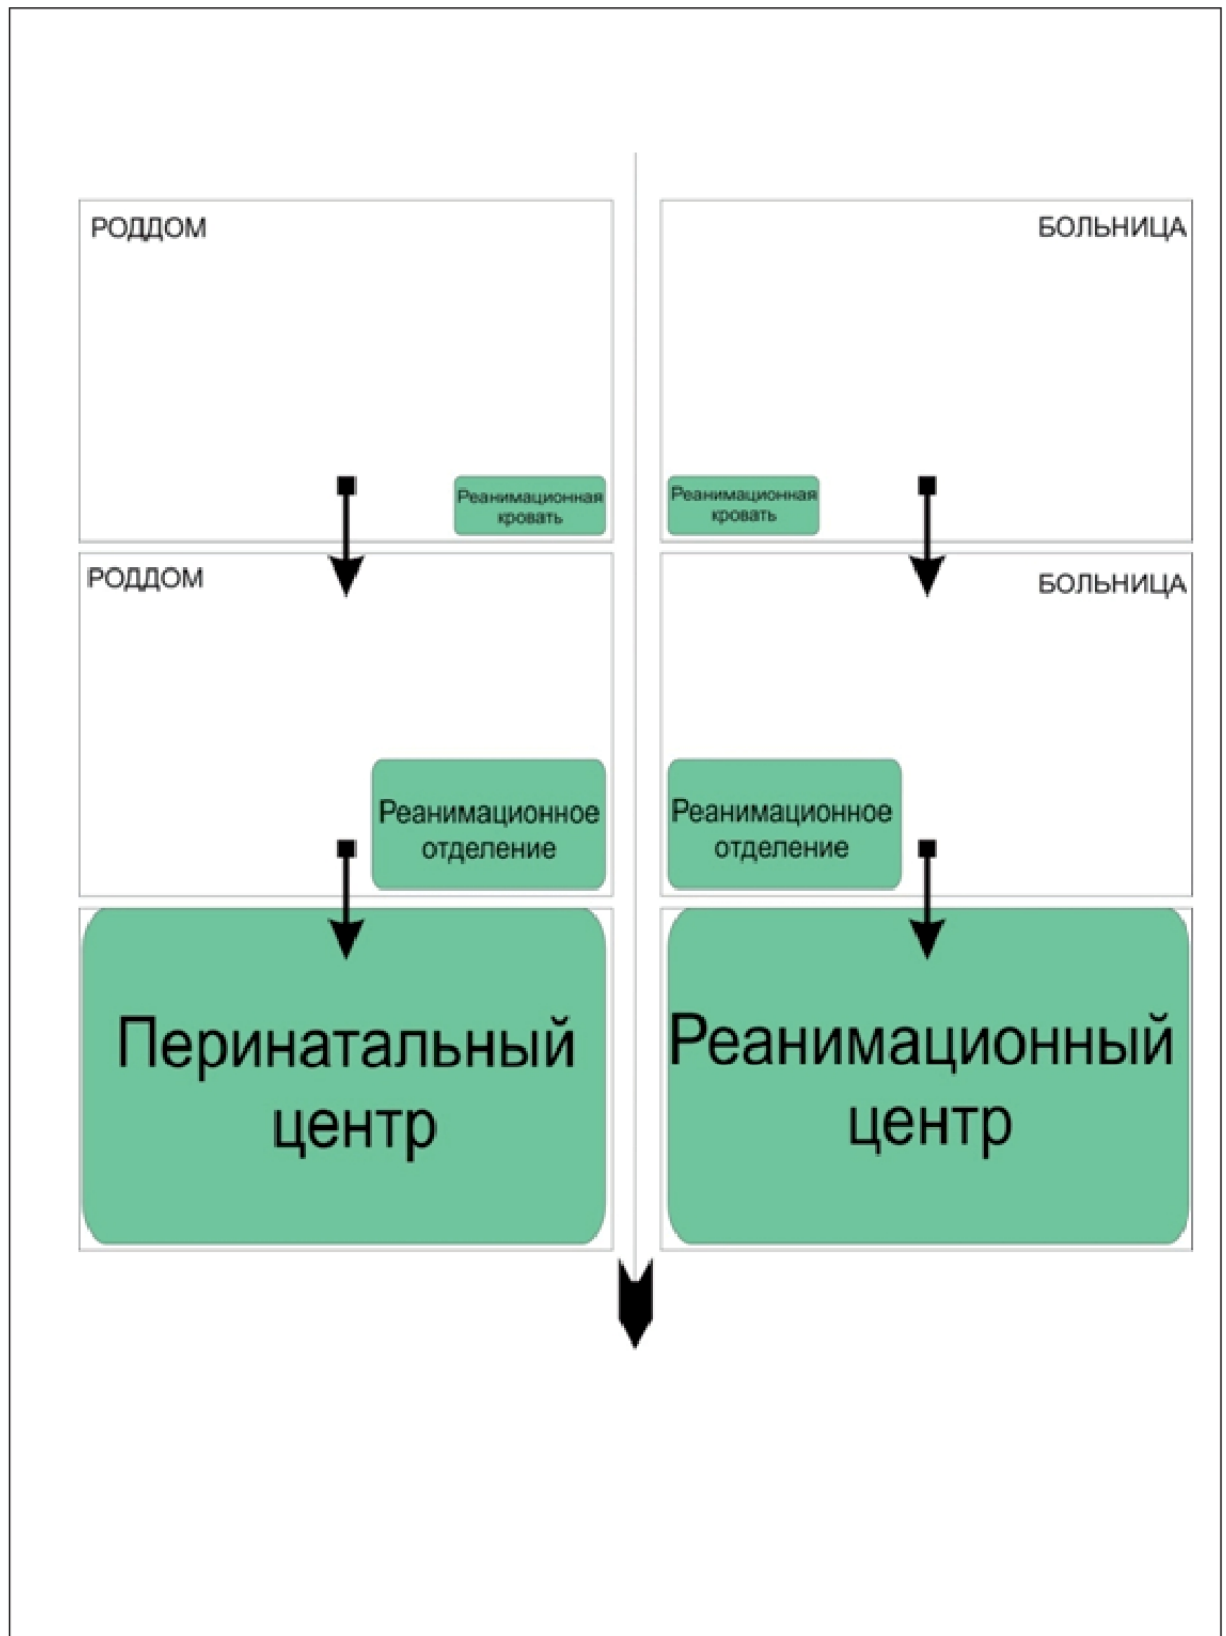 РОДДОМ
БОЛЬНИЦА
Реанимационная
кровать
Реанимационная
кровать
РОДДОМ
БОЛЬНИЦА
Реанимационное
отделение
Реанимационное
отделение
Перинатальный
центр
Реанимационный
центр